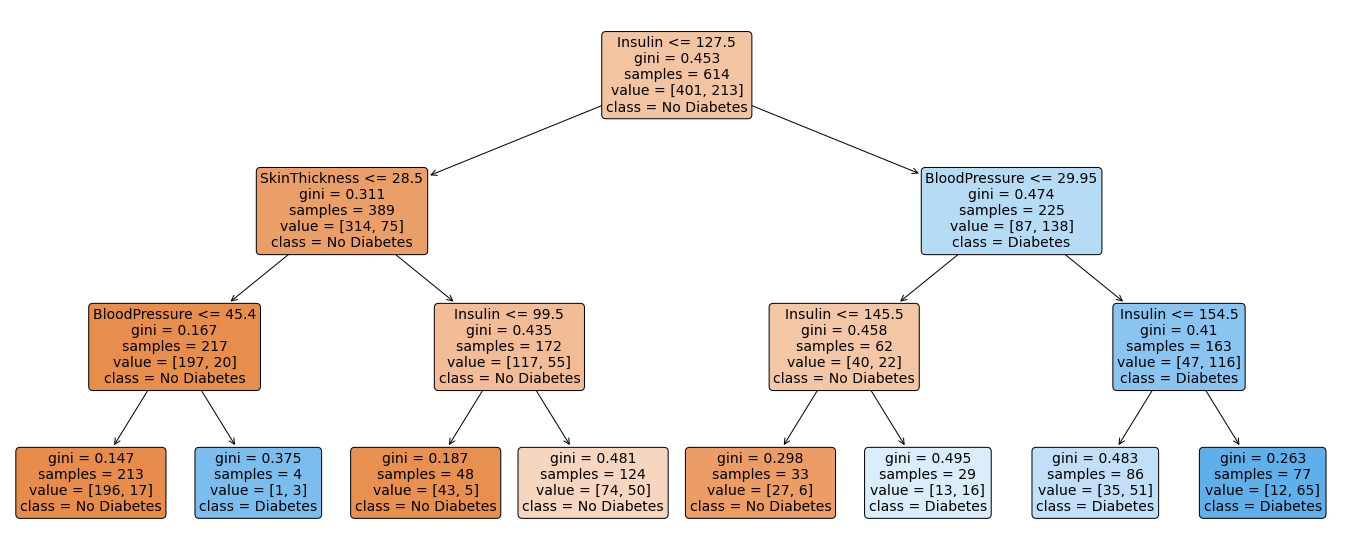 Insulin <= 127.5
gini = 0.453
samples = 614
value = [401, 213]
class = No Diabetes
SkinThickness <= 28.5
gini = 0.311
samples = 389
value = [314, 75]
class = No Diabetes
BloodPressure <= 29.95
gini = 0.474
samples = 225
value = [87, 138]
class = Diabetes
BloodPressure <= 45.4
gini = 0.167
samples = 217
value = [197, 20]
class = No Diabetes
Insulin <= 99.5
gini = 0.435
samples = 172
value = [117, 55]
class = No Diabetes
Insulin <= 145.5
gini = 0.458
samples = 62
value = [40, 22]
class = No Diabetes
Insulin <= 154.5
gini = 0.41
samples = 163
value = [47, 116]
class = Diabetes
gini = 0.147
samples = 213
value = [196, 17]
class = No Diabetes
gini = 0.375
samples = 4
value = [1, 3]
class = Diabetes
gini = 0.187
samples = 48
value = [43, 5]
class = No Diabetes
gini = 0.481
samples = 124
value = [74, 50]
class = No Diabetes
gini = 0.298
samples = 33
value = [27, 6]
class = No Diabetes
gini = 0.495
samples = 29
value = [13, 16]
class = Diabetes
gini = 0.483
samples = 86
value = [35, 51]
class = Diabetes
gini = 0.263
samples = 77
value = [12, 65]
class = Diabetes